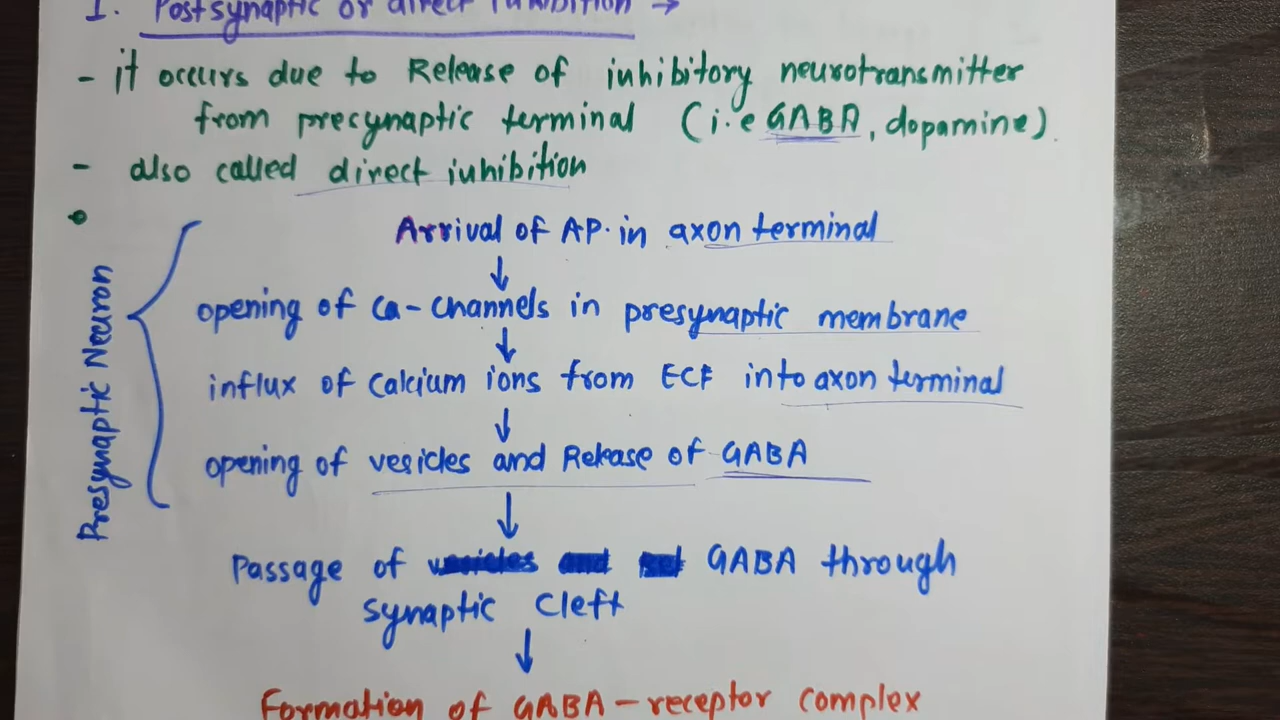 1. Postsynaptic or direct inhibition →
- it occurs due to Release of inhibitory neurotransmitter
from presynaptic terminal (i.e GABA, dopamine).
- also called direct inhibition
Presynaptic Neuron
Arrival of AP. in axon terminal
↓
opening of Ca-channels in presynaptic membrane
↓
influx of calcium ions from ECF into axon terminal
↓
opening of vesicles and Release of GABA
↓
Passage of GABA through
synaptic cleft
↓
Formation of GABA-receptor complex